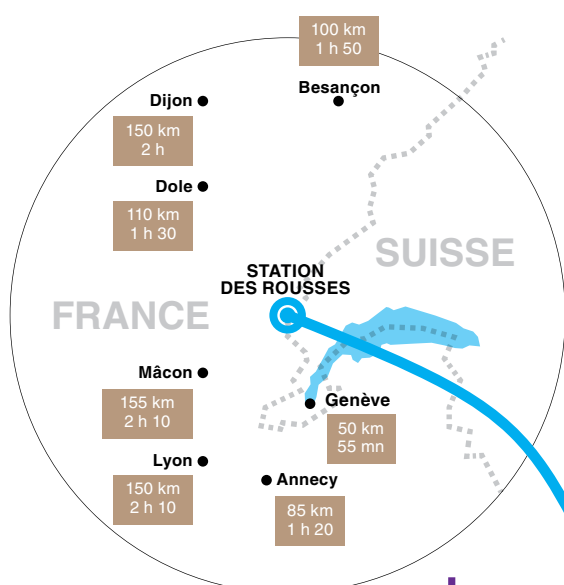 100 km
1 h 50
Besançon
Dijon
150 km
2 h
Dole
110 km
1 h 30
SUISSE
STATION
DES ROUSSES
FRANCE
Mâcon
155 km
2 h 10
Genève
50 km
55 mn
Lyon
150 km
2 h 10
Annecy
85 km
1 h 20